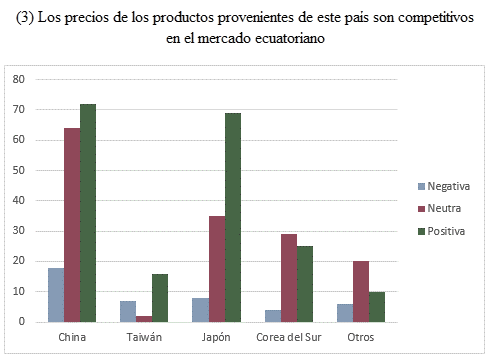 (3) Los precios de los productos provenientes de este país son competitivos
en el mercado ecuatoriano
80
70
60
50
40
30
20
10
0
China Taiwán Japón Corea del Sur Otros
Negativa
Neutra
Positiva